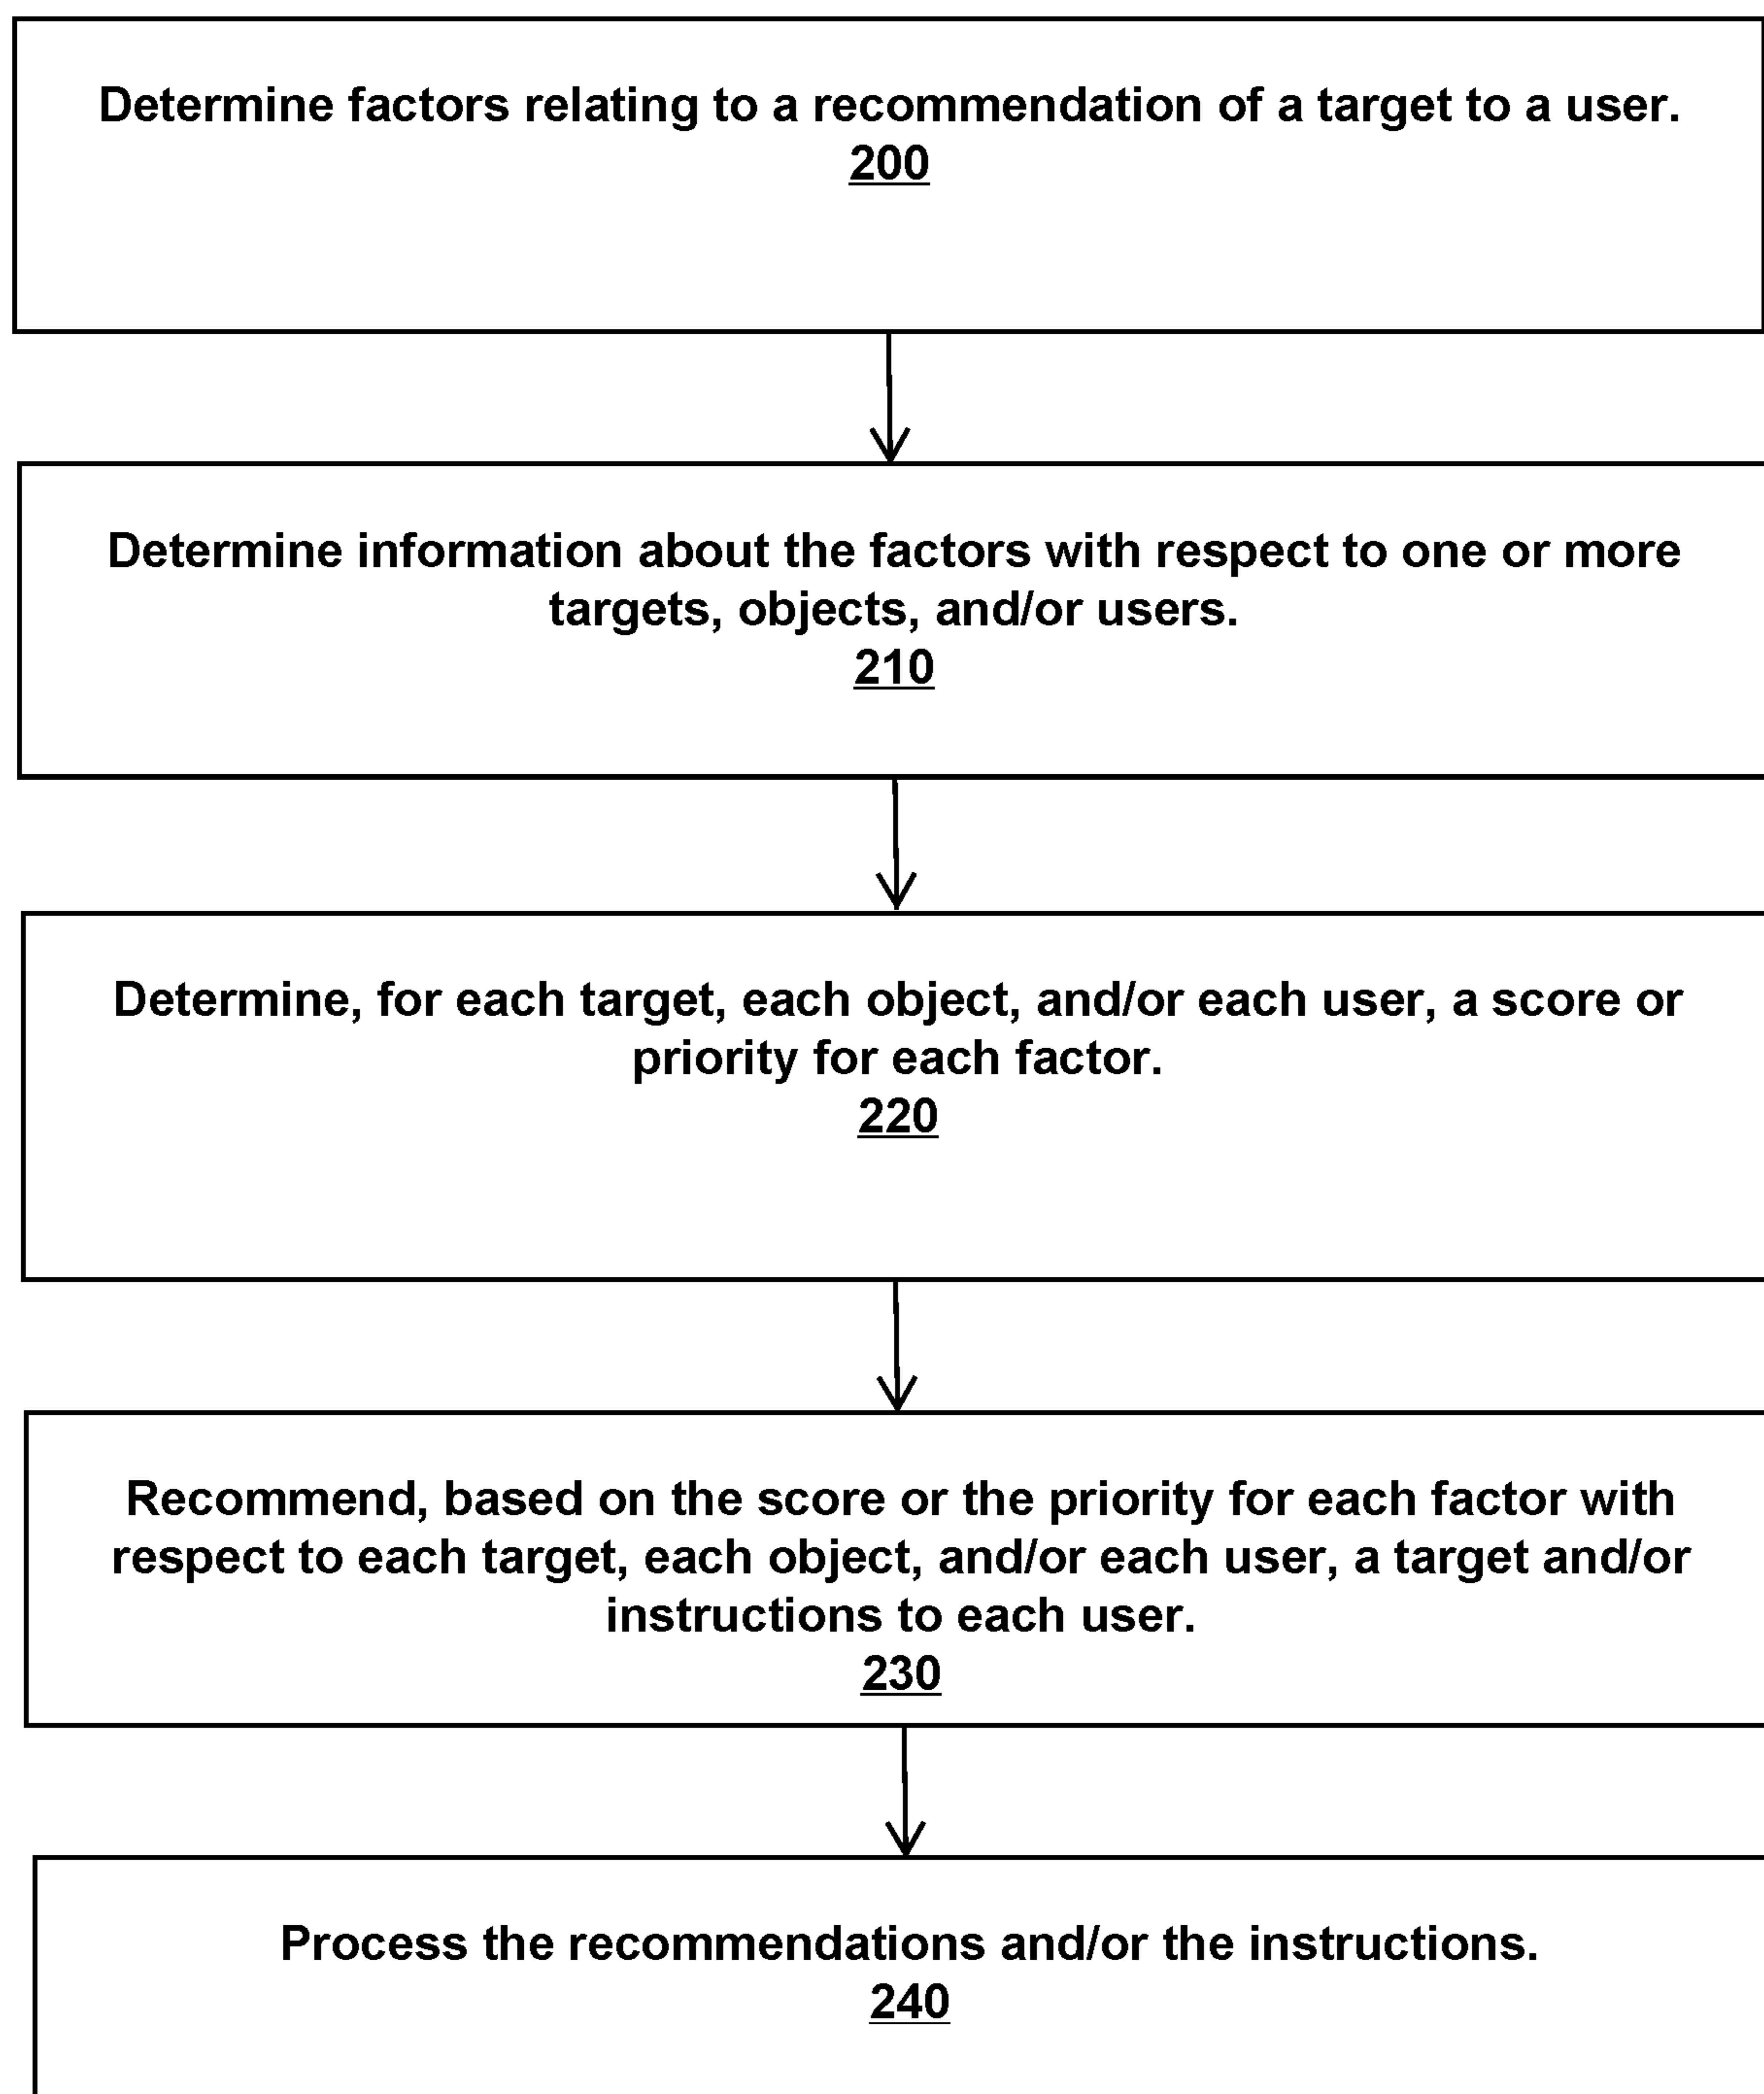 Determine factors relating to a recommendation of a target to a user.
200
Determine information about the factors with respect to one or more
targets, objects, and/or users.
210
Determine, for each target, each object, and/or each user, a score or
priority for each factor.
220
Recommend, based on the score or the priority for each factor with
respect to each target, each object, and/or each user, a target and/or
instructions to each user.
230
Process the recommendations and/or the instructions.
240